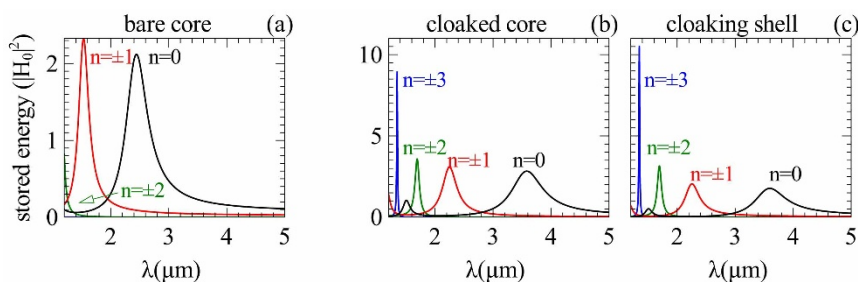 bare core (a)
stored energy (|H₀|²)
2
1
0
n=±1
n=0
n=±2
2 3 4 5
λ(μm)
cloaked core (b)
10
5
0
n=±3
n=±2
n=±1
n=0
2 3 4 5
λ(μm)
cloaking shell (c)
n=±3
n=±2
n=±1
n=0
2 3 4 5
λ(μm)